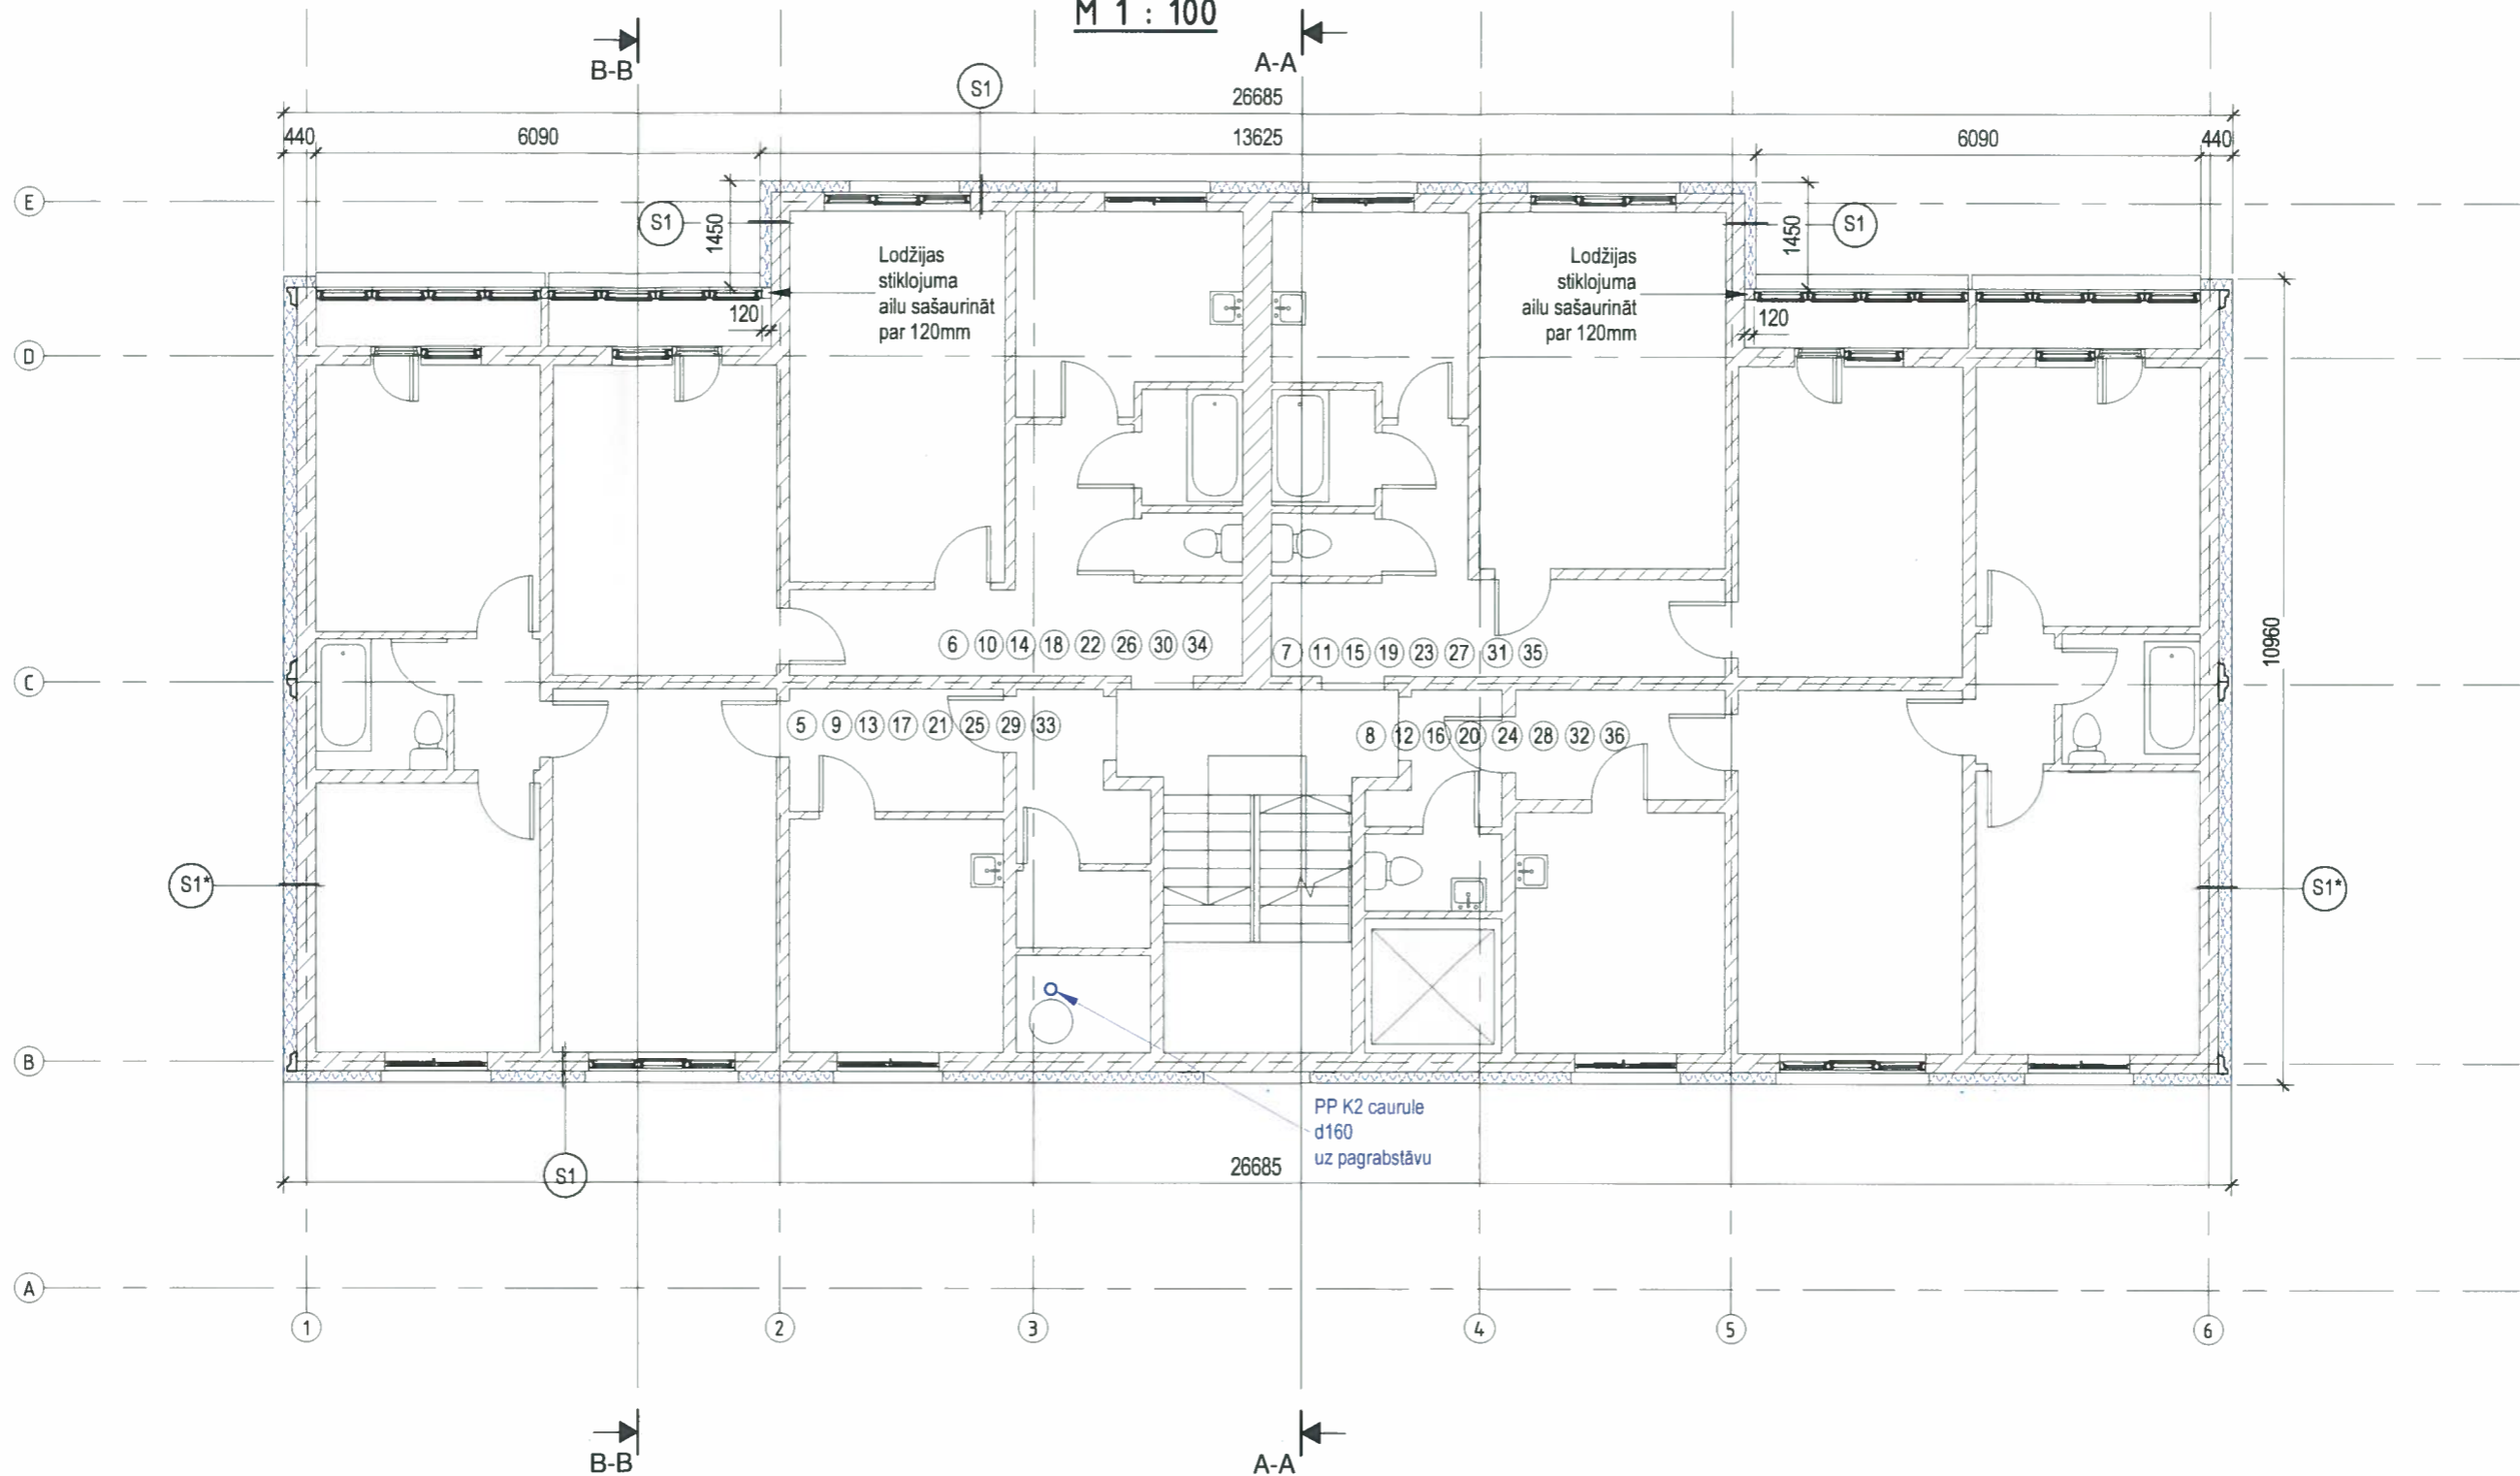 M 1 : 100
B-B
A-A
S1
26685
440
6090
13625
6090
440
E
S1
1450
1450
S1
Lodžijas
stiklojuma
ailu sašaurināt
par 120mm
Lodžijas
stiklojuma
ailu sašaurināt
par 120mm
120
120
D
6 10 14 18 22 26 30 34
7 11 15 19 23 27 31 35
10960
C
5 9 13 17 21 25 29 33
8 12 16 20 24 28 32 36
S1*
S1*
B
PP K2 caurule
d160
uz pagrabstāvu
26685
S1
A
1
2
3
4
5
6
B-B
A-A